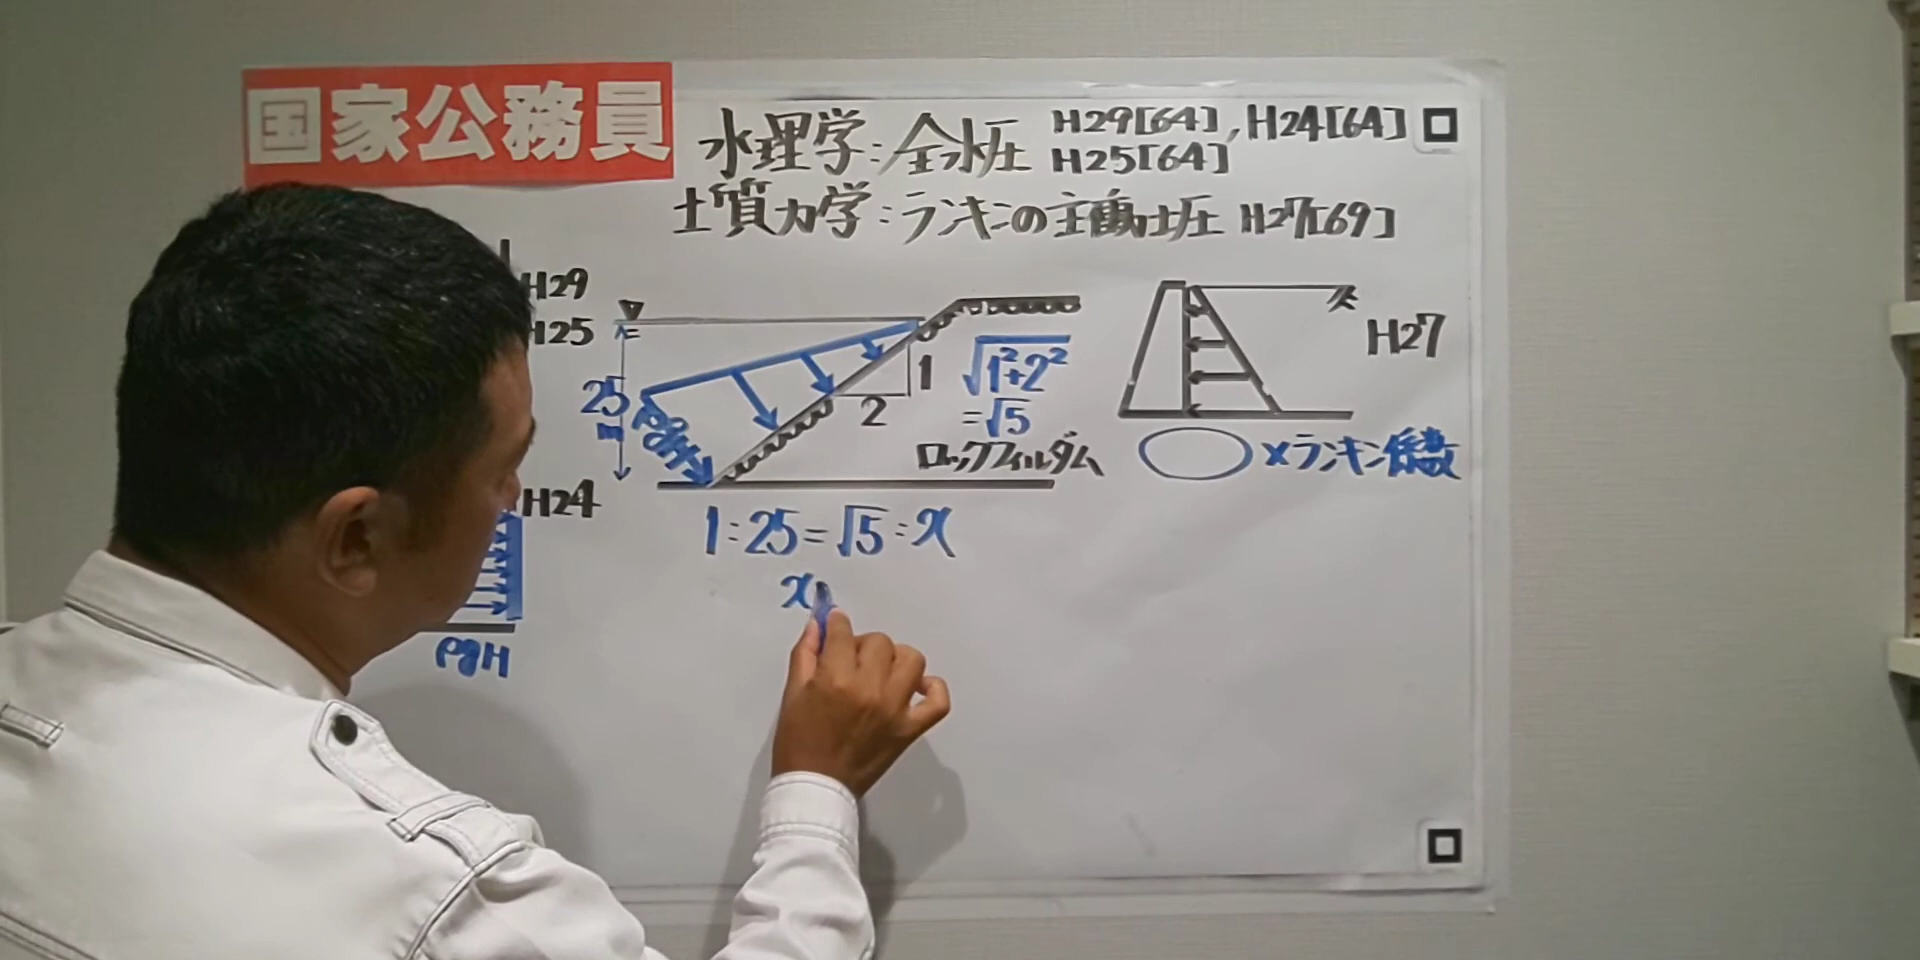 国家公務員
水理学:全水圧 H29[64], H24[64]
H25[64]
土質力学:ランキンの主働土圧 H27[69]
H29
H25
25
m
ρgH
1
2
√1²+2²
=√5
ロックフィルダム
H27
×ランキン係数
H24
ρgH
1:25=√5:x
x